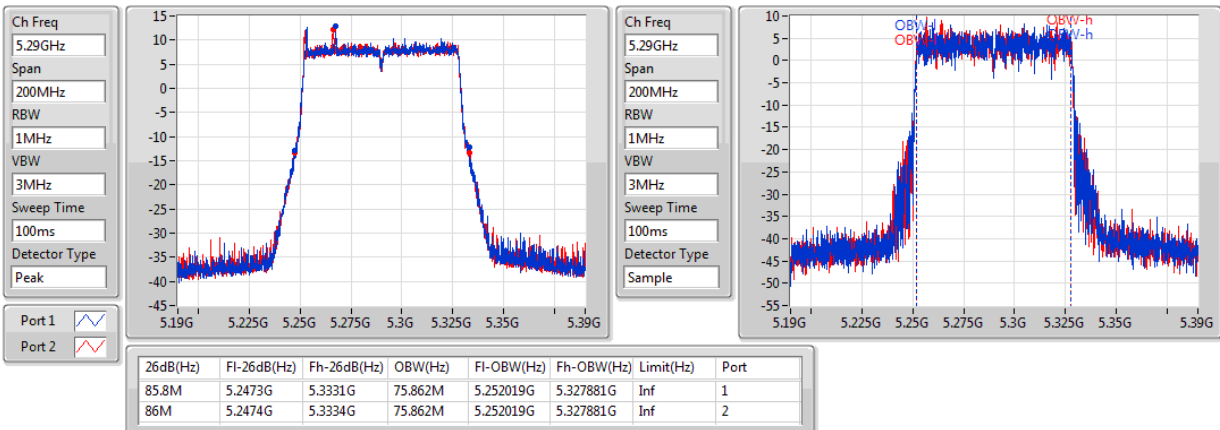 Ch Freq
5.29GHz
Span
200MHz
RBW
1MHz
VBW
3MHz
Sweep Time
100ms
Detector Type
Peak
Port 1
Port 2
15
10
5
0
-5
-10
-15
-20
-25
-30
-35
-40
-45
5.19G 5.225G 5.25G 5.275G 5.3G 5.325G 5.35G 5.39G
Ch Freq
5.29GHz
Span
200MHz
RBW
1MHz
VBW
3MHz
Sweep Time
100ms
Detector Type
Sample
10
5
0
-5
-10
-15
-20
-25
-30
-35
-40
-45
-50
-55
OBW-h
OBW-h
5.19G 5.225G 5.25G 5.275G 5.3G 5.325G 5.35G 5.39G
26dB(Hz) Fl-26dB(Hz) Fh-26dB(Hz) OBW(Hz) Fl-OBW(Hz) Fh-OBW(Hz) Limit(Hz) Port
85.8M 5.2473G 5.3331G 75.862M 5.252019G 5.327881G Inf 1
86M 5.2474G 5.3334G 75.862M 5.252019G 5.327881G Inf 2